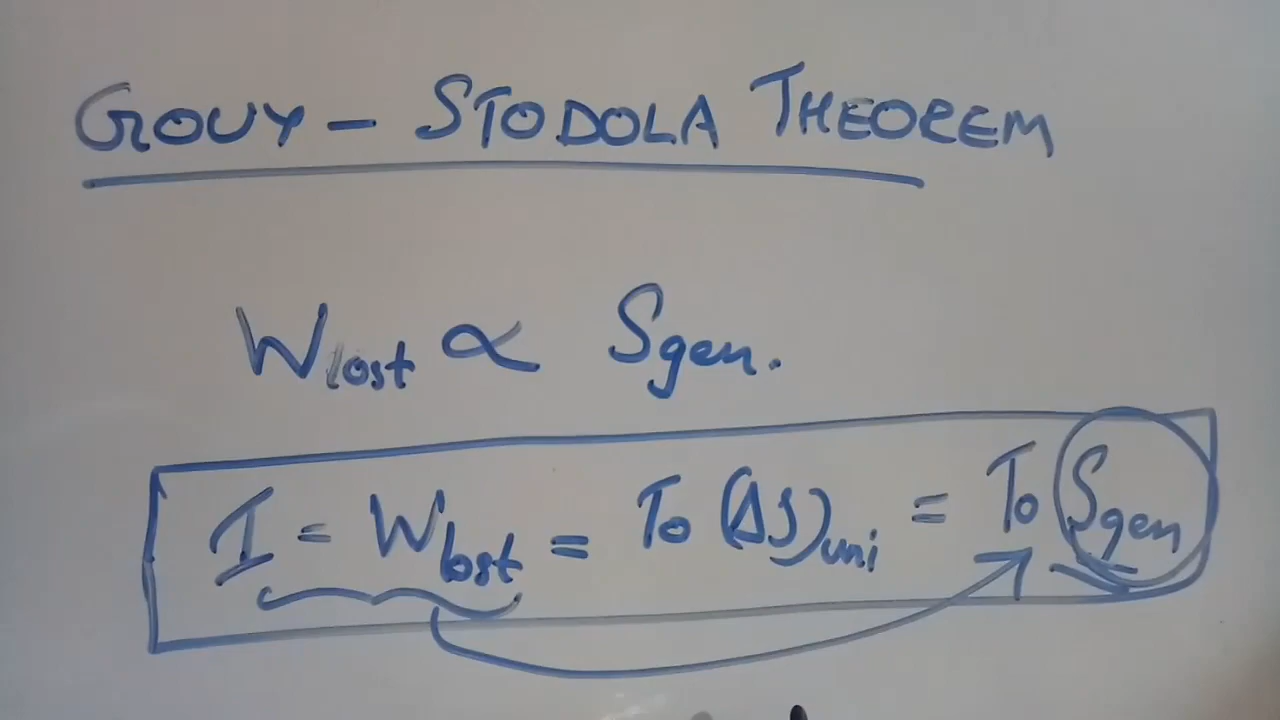 GOUY - STODOLA THEOREM
Wlost ∝ Sgen.
I = Wlost = To (ΔS)uni = To Sgen